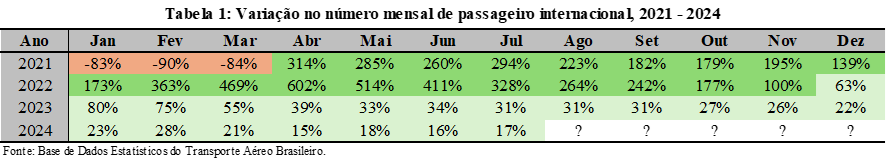 Tabela 1: Variação no número mensal de passageiro internacional, 2021 - 2024
Ano Jan Fev Mar Abr Mai Jun Jul Ago Set Out Nov Dez
2021 -83% -90% -84% 314% 285% 260% 294% 223% 182% 179% 195% 139%
2022 173% 363% 469% 602% 514% 411% 328% 264% 242% 177% 100% 63%
2023 80% 75% 55% 39% 33% 34% 31% 31% 31% 27% 26% 22%
2024 23% 28% 21% 15% 18% 16% 17% ? ? ? ? ?
Fonte: Base de Dados Estatísticos do Transporte Aéreo Brasileiro.